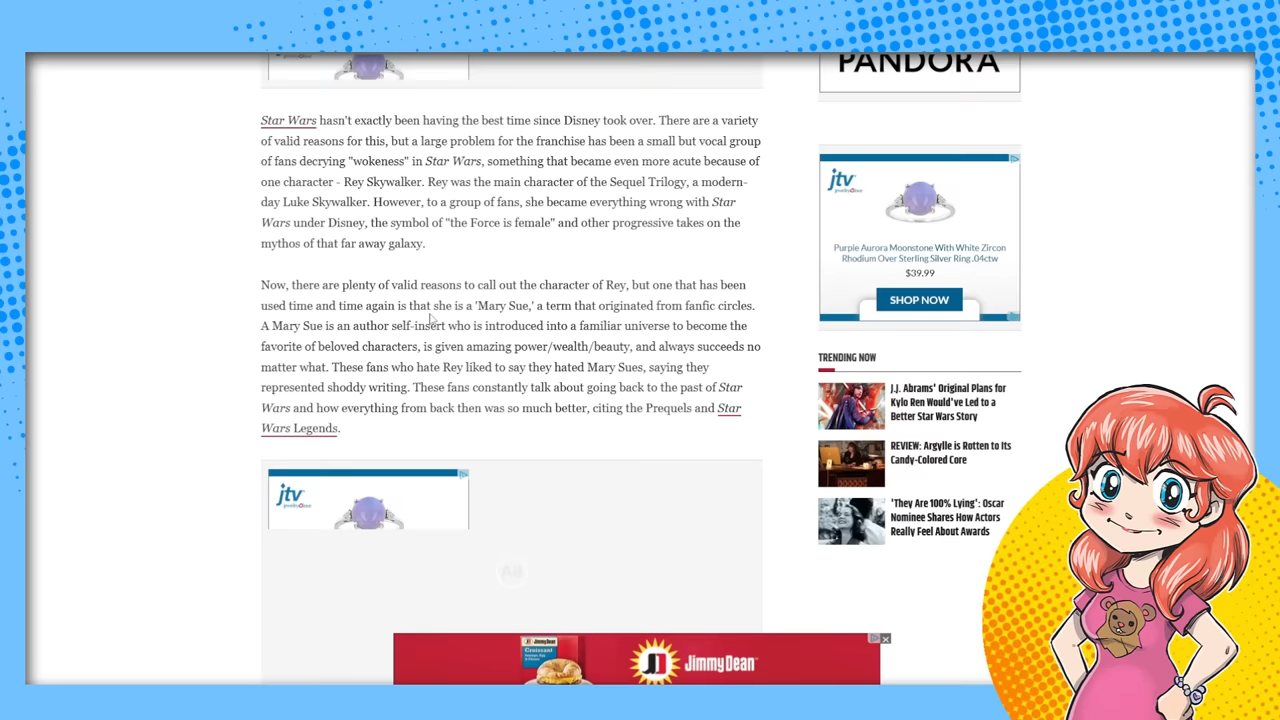 PANDORA
Star Wars hasn't exactly been having the best time since Disney took over. There are a variety
of valid reasons for this, but a large problem for the franchise has been a small but vocal group
of fans decrying "wokeness" in Star Wars, something that became even more acute because of
one character - Rey Skywalker. Rey was the main character of the Sequel Trilogy, a modern-
day Luke Skywalker. However, to a group of fans, she became everything wrong with Star
Wars under Disney, the symbol of "the Force is female" and other progressive takes on the
mythos of that far away galaxy.
Now, there are plenty of valid reasons to call out the character of Rey, but one that has been
used time and time again is that she is a 'Mary Sue,' a term that originated from fanfic circles.
A Mary Sue is an author self-insert who is introduced into a familiar universe to become the
favorite of beloved characters, is given amazing power/wealth/beauty, and always succeeds no
matter what. These fans who hate Rey liked to say they hated Mary Sues, saying they
represented shoddy writing. These fans constantly talk about going back to the past of Star
Wars and how everything from back then was so much better, citing the Prequels and Star
Wars Legends.
jtv
jewelry love
Ad
jtv
jewelry love
Purple Aurora Moonstone With White Zircon
Rhodium Over Sterling Silver Ring .04ctw
$39.99
SHOP NOW
TRENDING NOW
J.J. Abrams' Original Plans for
Kylo Ren Would've Led to a
Better Star Wars Story
REVIEW: Argylle is Rotten to Its
Candy-Colored Core
'They Are 100% Lying': Oscar
Nominee Shares How Actors
Really Feel About Awards
Jimmy Dean
Croissant
JD
Jimmy Dean